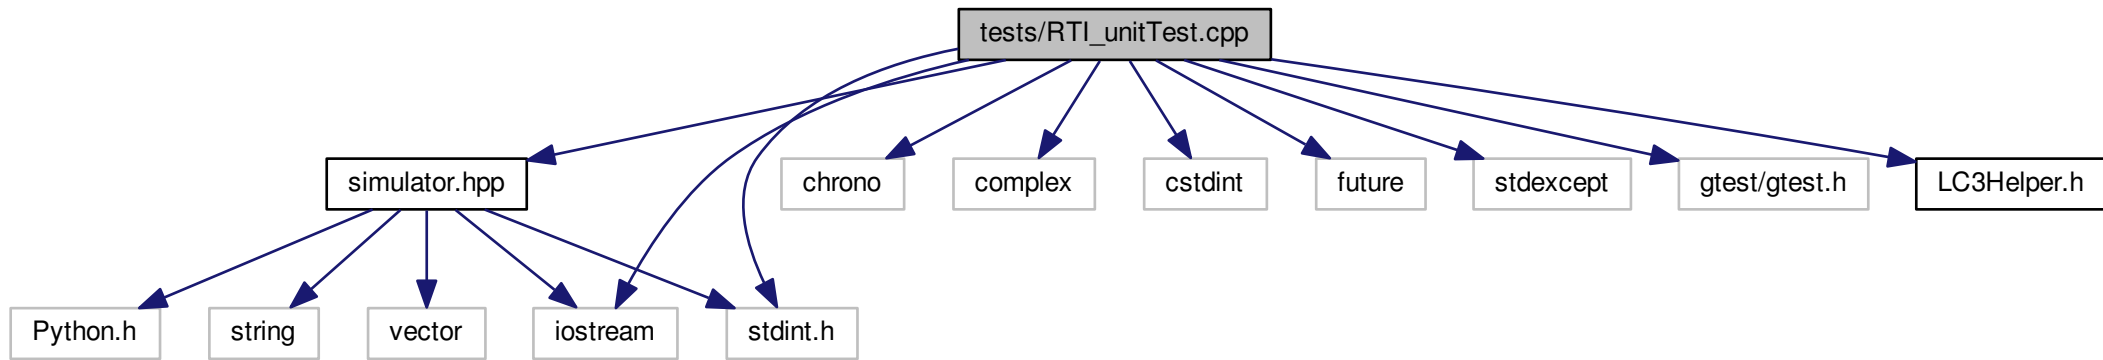 tests/RTI_unitTest.cpp
simulator.hpp
chrono
complex
cstdint
future
stdexcept
gtest/gtest.h
LC3Helper.h
Python.h
string
vector
iostream
stdint.h